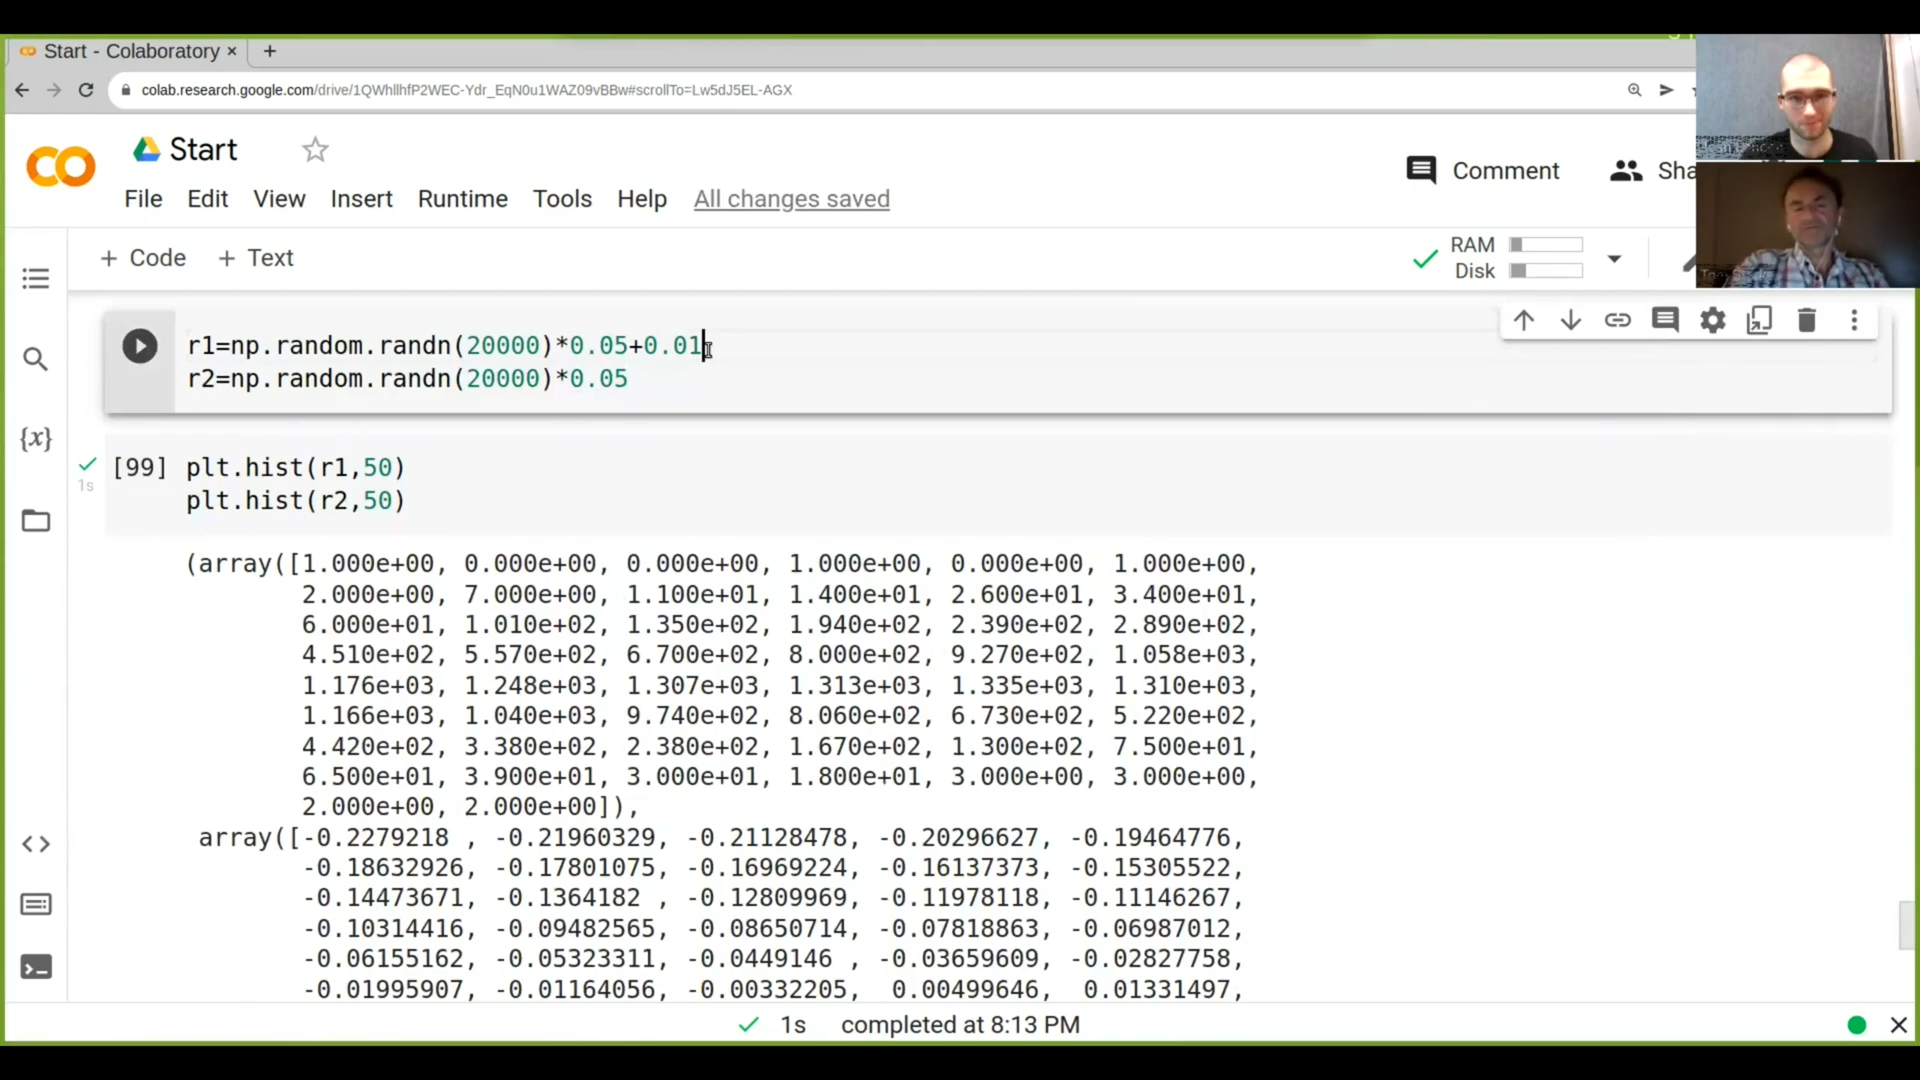 Start - Colaboratory
colab.research.google.com/drive/1QWhllhfP2WEC-Ydr_EqN0u1WAZ09vBBw#scrollTo=Lw5dJ5EL-AGX
Start
File Edit View Insert Runtime Tools Help All changes saved
Comment
+ Code + Text
RAM
Disk
{x}
r1=np.random.randn(20000)*0.05+0.01
r2=np.random.randn(20000)*0.05
[99] plt.hist(r1,50)
1s
plt.hist(r2,50)
(array([1.000e+00, 0.000e+00, 0.000e+00, 1.000e+00, 0.000e+00, 1.000e+00,
2.000e+00, 7.000e+00, 1.100e+01, 1.400e+01, 2.600e+01, 3.400e+01,
6.000e+01, 1.010e+02, 1.350e+02, 1.940e+02, 2.390e+02, 2.890e+02,
4.510e+02, 5.570e+02, 6.700e+02, 8.000e+02, 9.270e+02, 1.058e+03,
1.176e+03, 1.248e+03, 1.307e+03, 1.313e+03, 1.335e+03, 1.310e+03,
1.166e+03, 1.040e+03, 9.740e+02, 8.060e+02, 6.730e+02, 5.220e+02,
4.420e+02, 3.380e+02, 2.380e+02, 1.670e+02, 1.300e+02, 7.500e+01,
6.500e+01, 3.900e+01, 3.000e+01, 1.800e+01, 3.000e+00, 3.000e+00,
2.000e+00, 2.000e+00]),
array([-0.2279218 , -0.21960329, -0.21128478, -0.20296627, -0.19464776,
-0.18632926, -0.17801075, -0.16969224, -0.16137373, -0.15305522,
-0.14473671, -0.1364182 , -0.12809969, -0.11978118, -0.11146267,
-0.10314416, -0.09482565, -0.08650714, -0.07818863, -0.06987012,
-0.06155162, -0.05323311, -0.0449146 , -0.03659609, -0.02827758,
-0.01995907, -0.01164056, -0.00332205, 0.00499646, 0.01331497,
1s completed at 8:13 PM